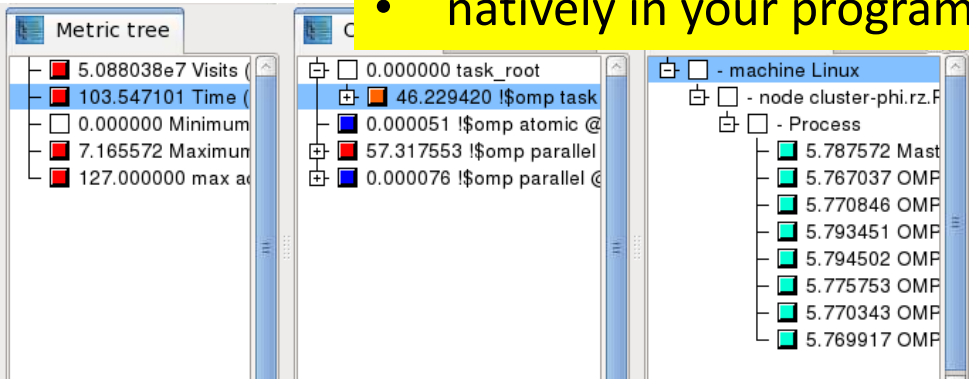 • natively in your program
Metric tree
C
5.088038e7 Visits (
103.547101 Time (
0.000000 Minimum
7.165572 Maximum
127.000000 max ac
0.000000 task_root
46.229420 !$omp task
0.000051 !$omp atomic @
57.317553 !$omp parallel
0.000076 !$omp parallel @
- machine Linux
- node cluster-phi.rz.R
- Process
5.787572 Mast
5.767037 OMP
5.770846 OMP
5.793451 OMP
5.794502 OMP
5.775753 OMP
5.770343 OMP
5.769917 OMP